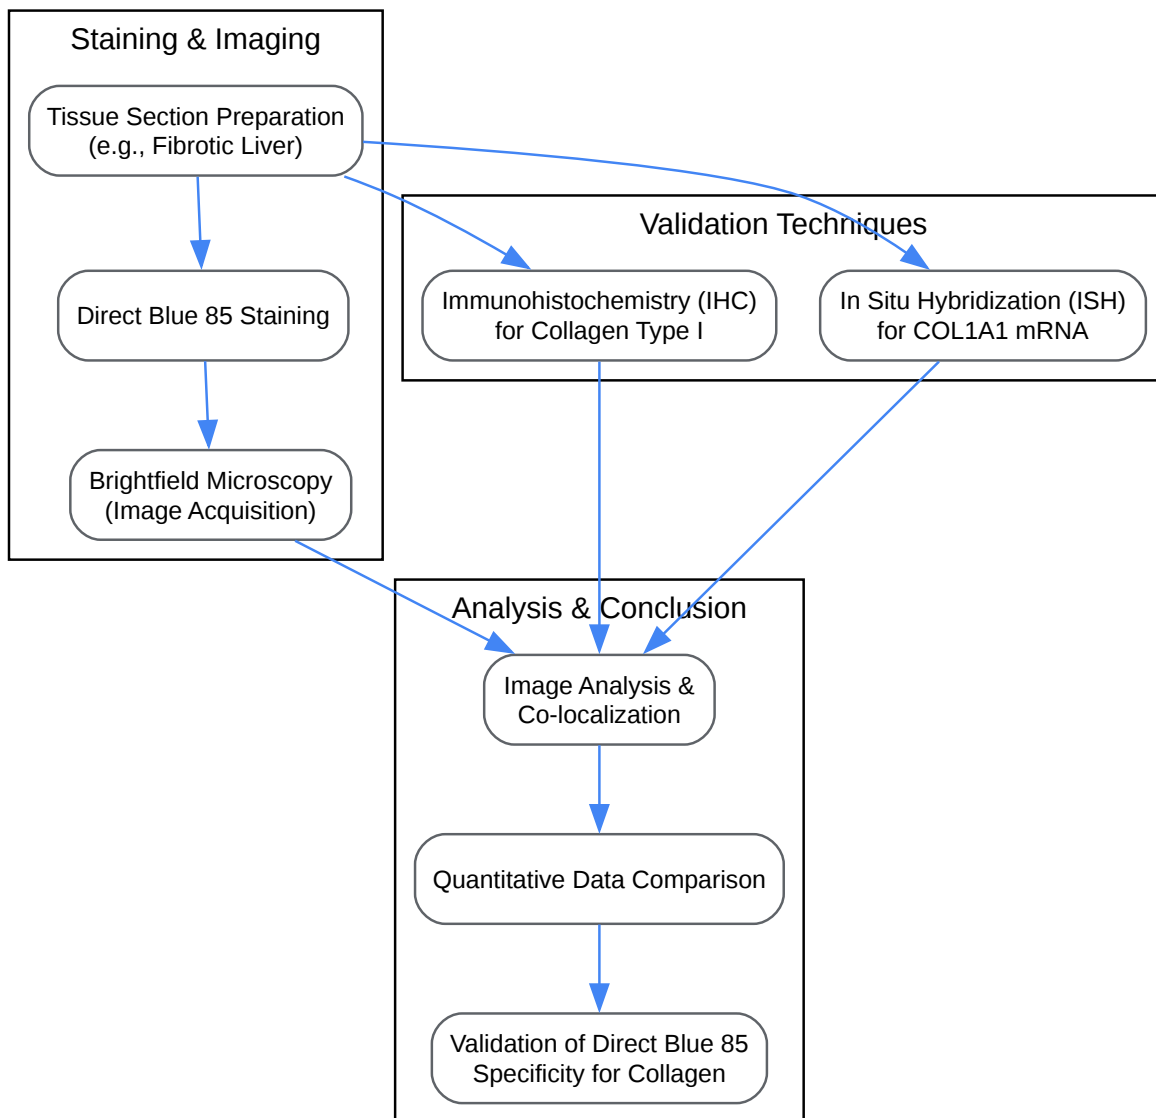 Staining & Imaging
Tissue Section Preparation
(e.g., Fibrotic Liver)
Direct Blue 85 Staining
Brightfield Microscopy
(Image Acquisition)
Validation Techniques
Immunohistochemistry (IHC)
for Collagen Type I
In Situ Hybridization (ISH)
for COL1A1 mRNA
Analysis & Conclusion
Image Analysis &
Co-localization
Quantitative Data Comparison
Validation of Direct Blue 85
Specificity for Collagen